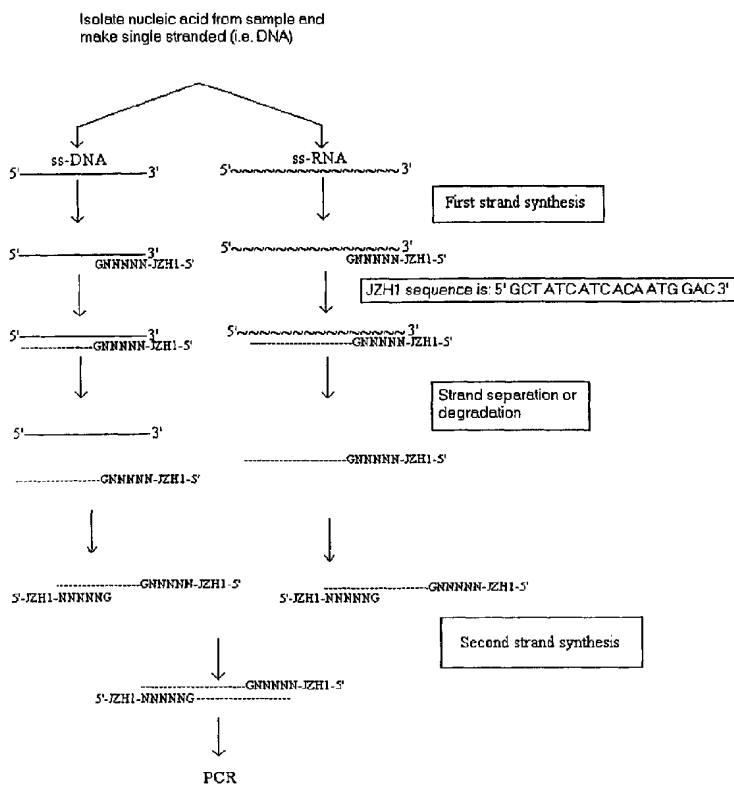 Isolate nucleic acid from sample and
make single stranded (i.e. DNA)
ss-DNA
ss-RNA
5' 3'
5' 3'
First strand synthesis
5' 3'
GNNNNN-JZH1-5'
5' 3'
GNNNNN-JZH1-5'
JZH1 sequence is: 5' GCT ATC ATC ACA ATG GAC 3'
5' 3'
GNNNNN-JZH1-5'
5' 3'
GNNNNN-JZH1-5'
Strand separation or
degradation
5' 3'
GNNNNN-JZH1-5'
GNNNNN-JZH1-5'
GNNNNN-JZH1-5'
5'-JZH1-NNNNNG
GNNNNN-JZH1-5'
5'-JZH1-NNNNNG
Second strand synthesis
GNNNNN-JZH1-5'
5'-JZH1-NNNNNG
PCR